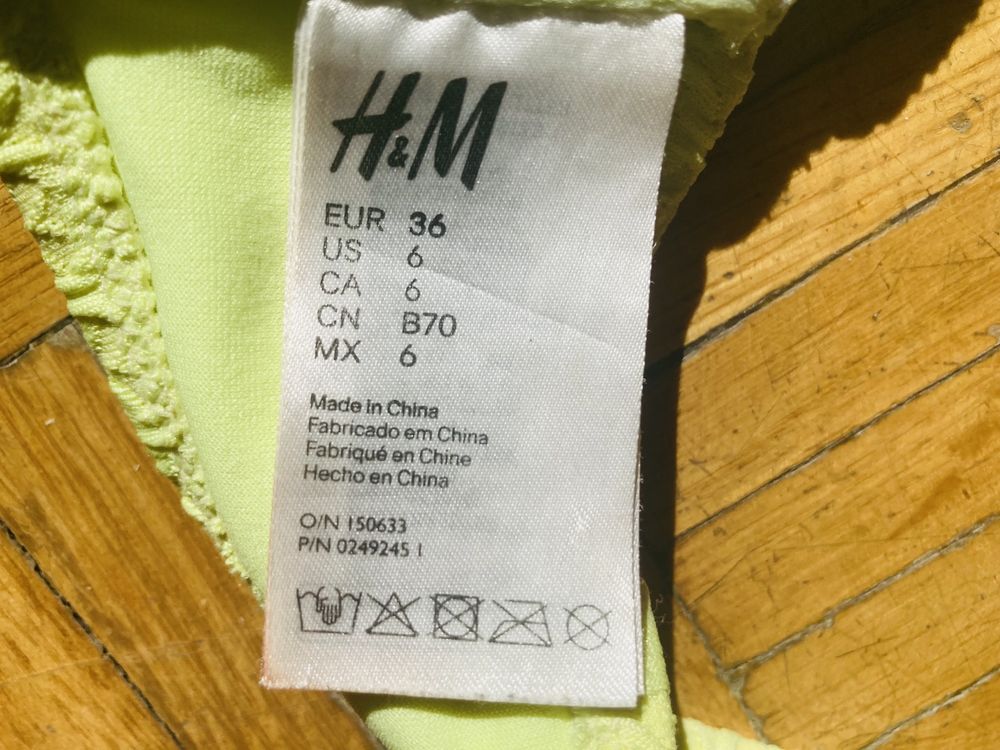 H&M
EUR 36
US 6
CA 6
CN B70
MX 6
Made in China
Fabricado em China
Fabriqué en Chine
Hecho en China
O/N 150633
P/N 0249245 1